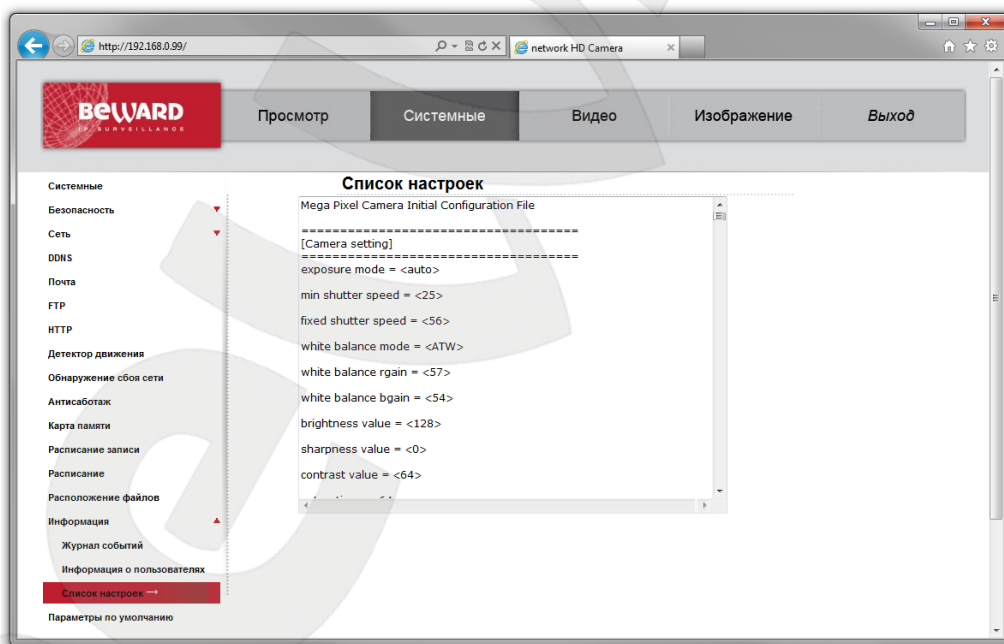 http://192.168.0.99/
network HD Camera
BEWARD
IP SURVEILLANCE
Просмотр
Системные
Видео
Изображение
Выход
Системные
Безопасность
Сеть
DDNS
Почта
FTP
HTTP
Детектор движения
Обнаружение сбоя сети
Антисаботаж
Карта памяти
Расписание записи
Расписание
Расположение файлов
Информация
Журнал событий
Информация о пользователях
Список настроек →
Параметры по умолчанию
Список настроек
Mega Pixel Camera Initial Configuration File
====================================
[Camera setting]
====================================
exposure mode = <auto>
min shutter speed = <25>
fixed shutter speed = <56>
white balance mode = <ATW>
white balance rgain = <57>
white balance bgain = <54>
brightness value = <128>
sharpness value = <0>
contrast value = <64>